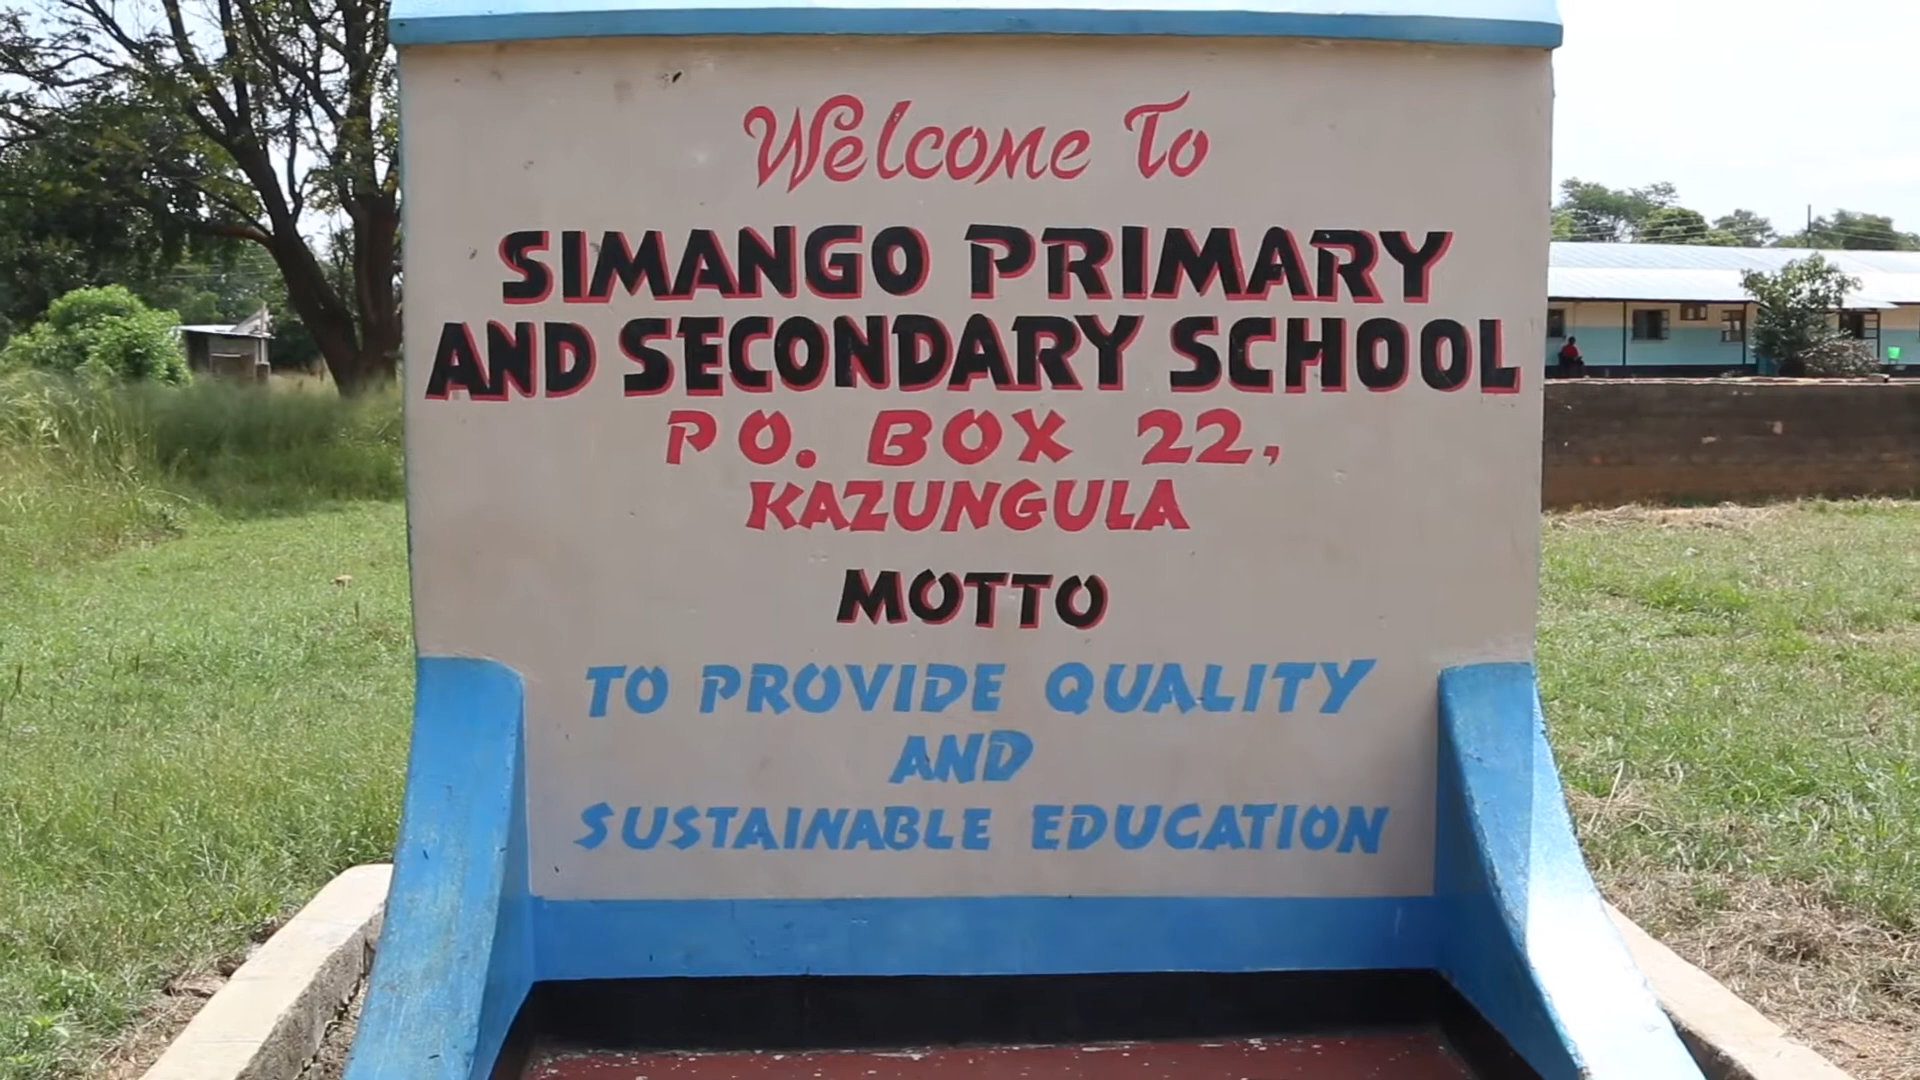 Welcome To
SIMANGO PRIMARY
AND SECONDARY SCHOOL
P O. BOX 22,
KAZUNGULA
MOTTO
TO PROVIDE QUALITY
AND
SUSTAINABLE EDUCATION